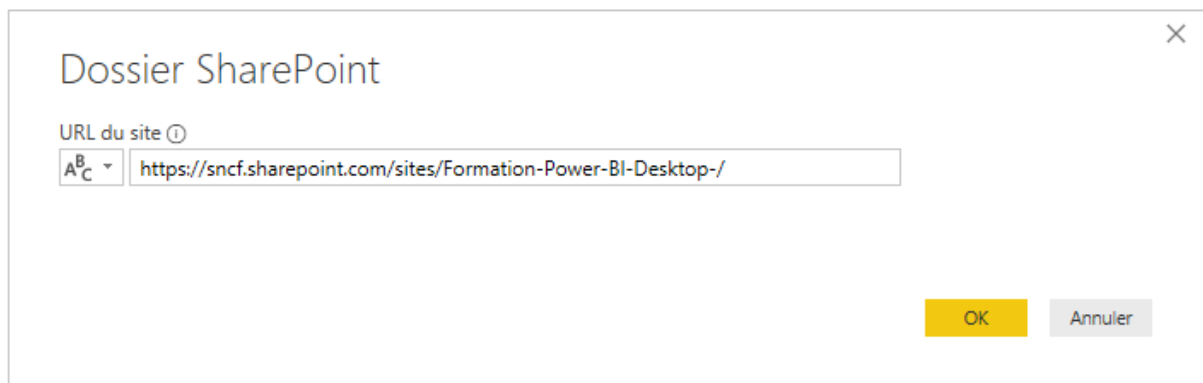 Dossier SharePoint
URL du site
ABC https://sncf.sharepoint.com/sites/Formation-Power-BI-Desktop-/
OK Annuler